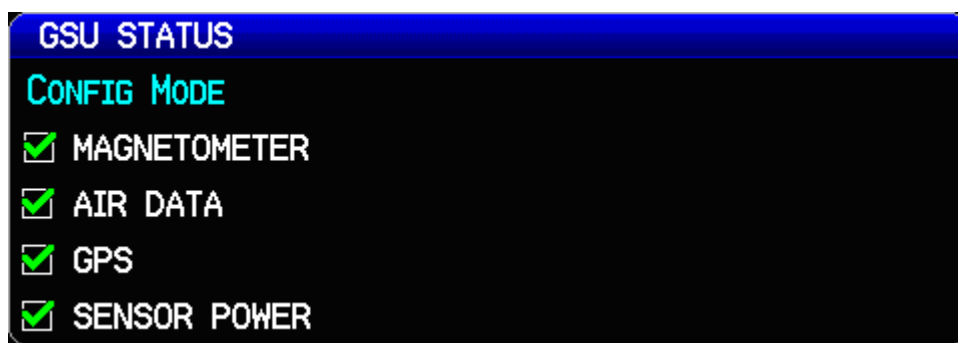 GSU STATUS
CONFIG MODE
MAGNETOMETER
AIR DATA
GPS
SENSOR POWER